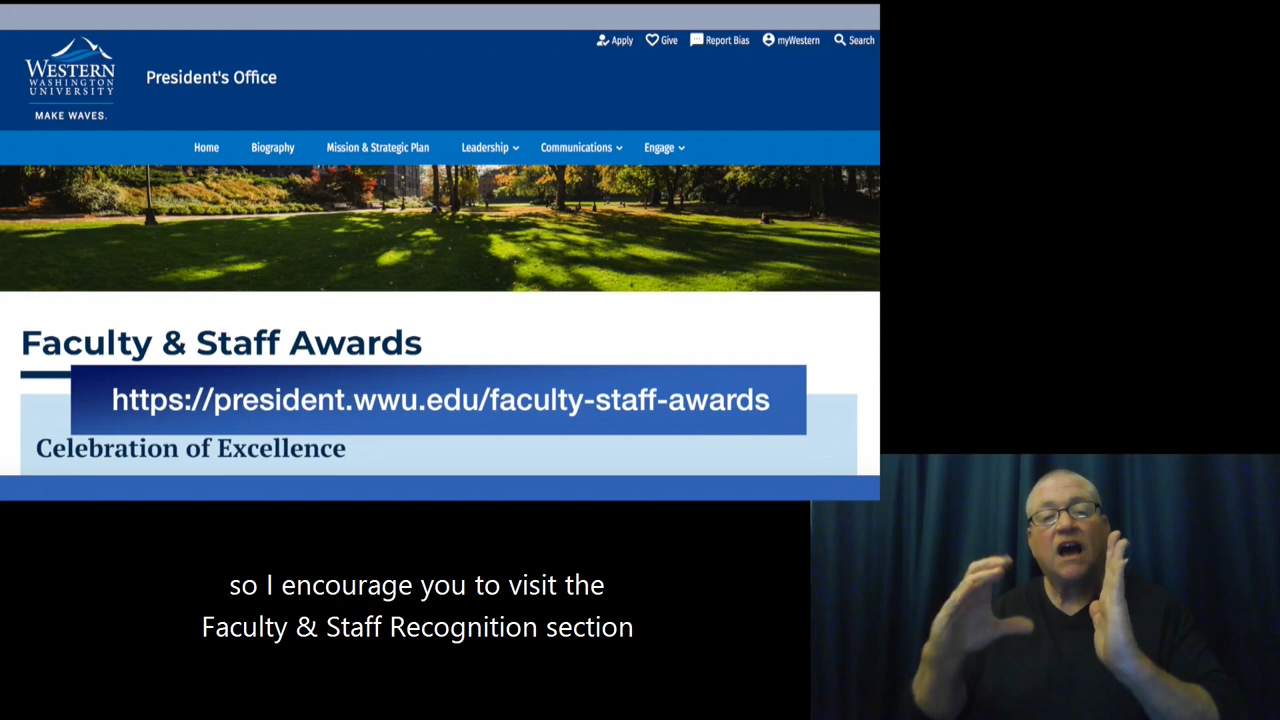 Apply
Give
Report Bias
myWestern
Search
WESTERN
WASHINGTON
UNIVERSITY
MAKE WAVES.
President's Office
Home
Biography
Mission & Strategic Plan
Leadership
Communications
Engage
Faculty & Staff Awards
https://president.wwu.edu/faculty-staff-awards
Celebration of Excellence
so I encourage you to visit the
Faculty & Staff Recognition section